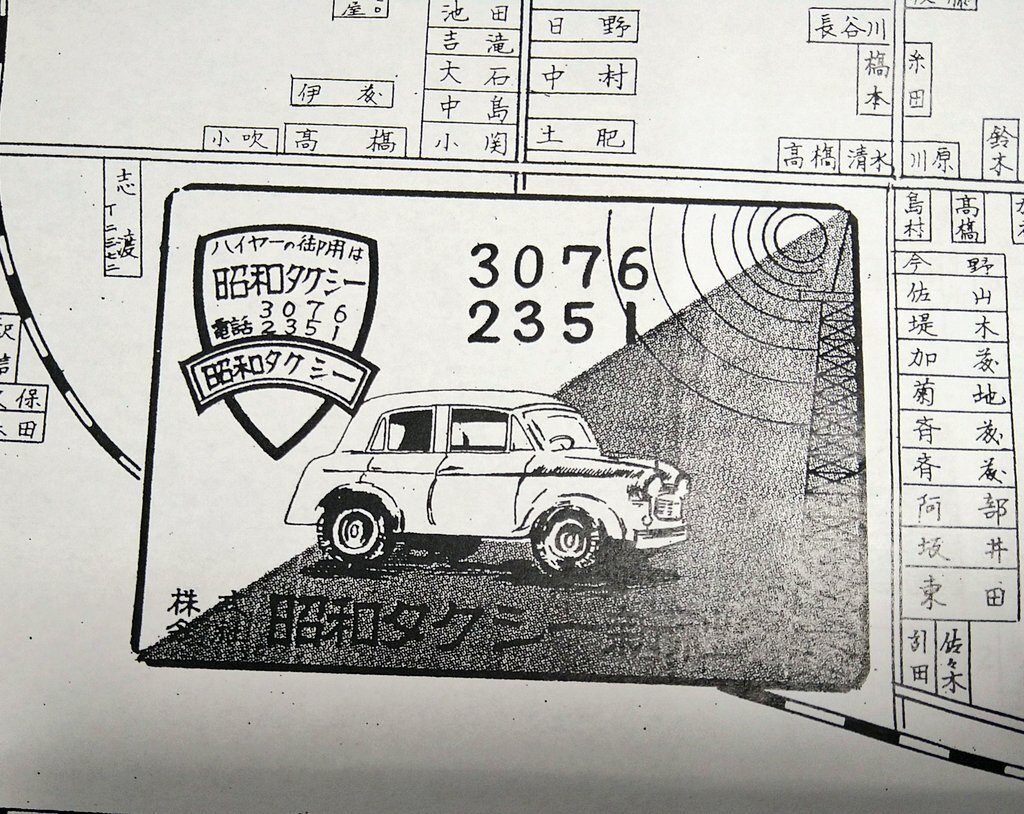 池田
吉滝
大石
中島
小関
日野
中村
土肥
長谷川
橋本
糸田
伊藤
小吹
高橋
高橋
清水
川原
鈴木
志渡
ハイヤーの御用は
昭和タクシー
3076
電話 2351
昭和タクシー
3076
2351
昭和タクシー
島村
高橋
今野
佐山
堤木
加藤
菊地
斉藤
斉藤
阿部
坂井
東田
引田
佐々木
久保
田